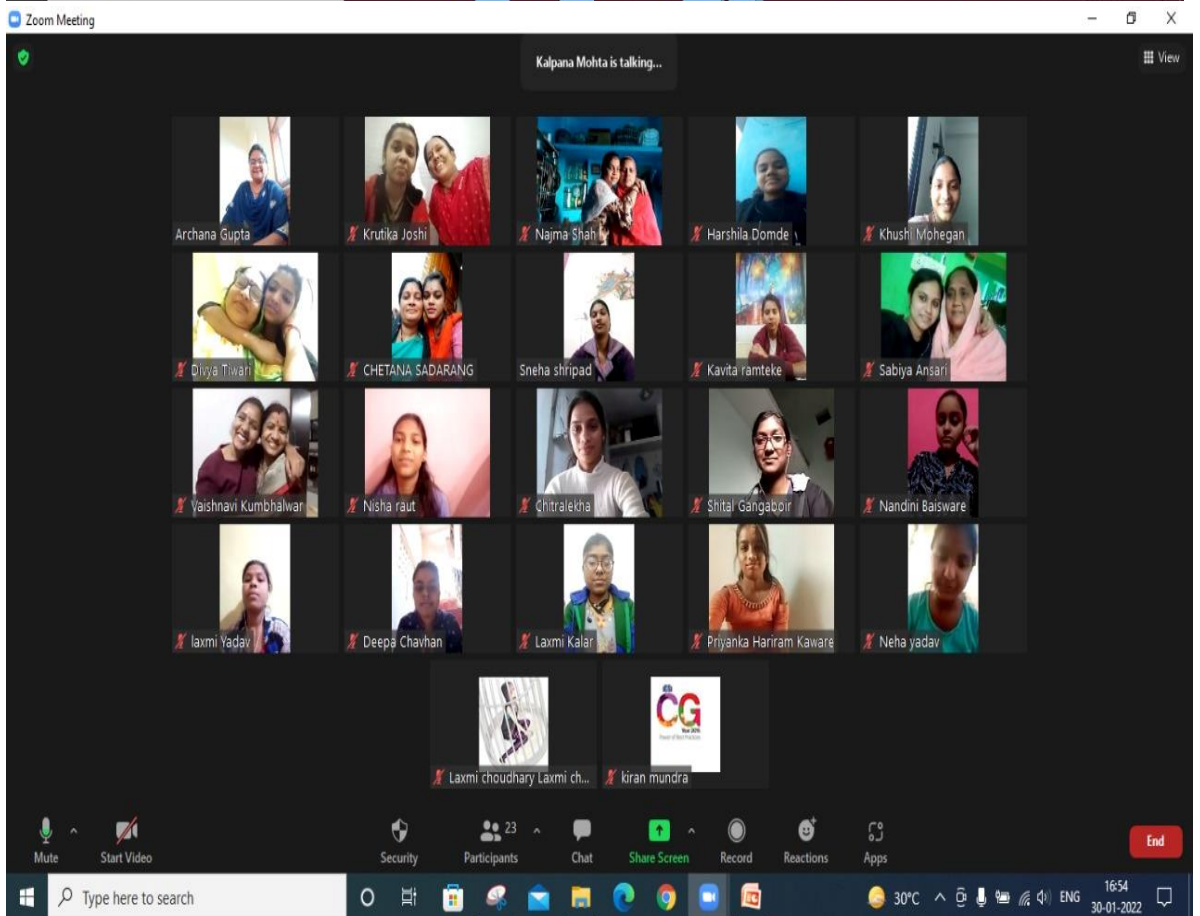 Zoom Meeting
Kalpana Mohta is talking...
View
Archana Gupta
Krutika Joshi
Najma Shah
Harshila Domde
Khushi Mohegan
Divya Tiwari
CHETANA SADARANG
Sneha shripad
Kavita ramteke
Sabiya Ansari
Vaishnavi Kumbhalwar
Nisha raut
Chitralekha
Shital Gangaboir
Nandini Baisware
laxmi Yadav
Deepa Chavhan
Laxmi Kalar
Priyanka Hariram Kaware
Neha yadav
CG
Laxmi choudhary Laxmi ch...
kiran mundra
Mute
Start Video
Security
Participants
23
Chat
Share Screen
Record
Reactions
Apps
End
Type here to search
30°C
ENG
16:54
30-01-2022